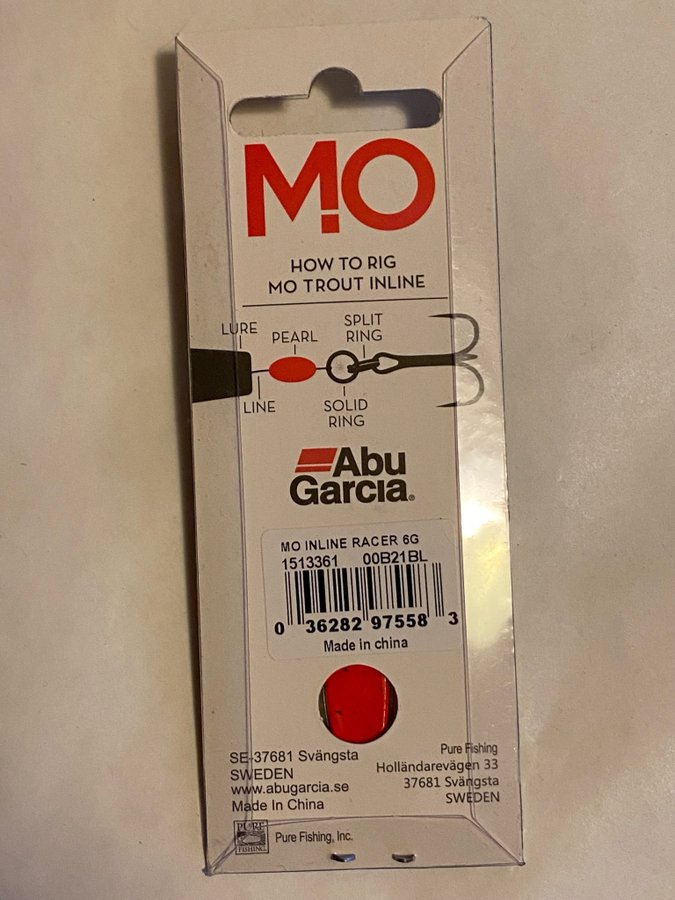 MO
HOW TO RIG
MO TROUT INLINE
LURE
PEARL
SPLIT
RING
LINE
SOLID
RING
Abu
Garcia®
MO INLINE RACER 6G
1513361 00B21BL
0 36282 97558 3
Made in china
SE-37681 Svängsta
SWEDEN
www.abugarcia.se
Made In China
Pure Fishing
Holländarevägen 33
37681 Svängsta
SWEDEN
PURE
FISHING
Pure Fishing, Inc.